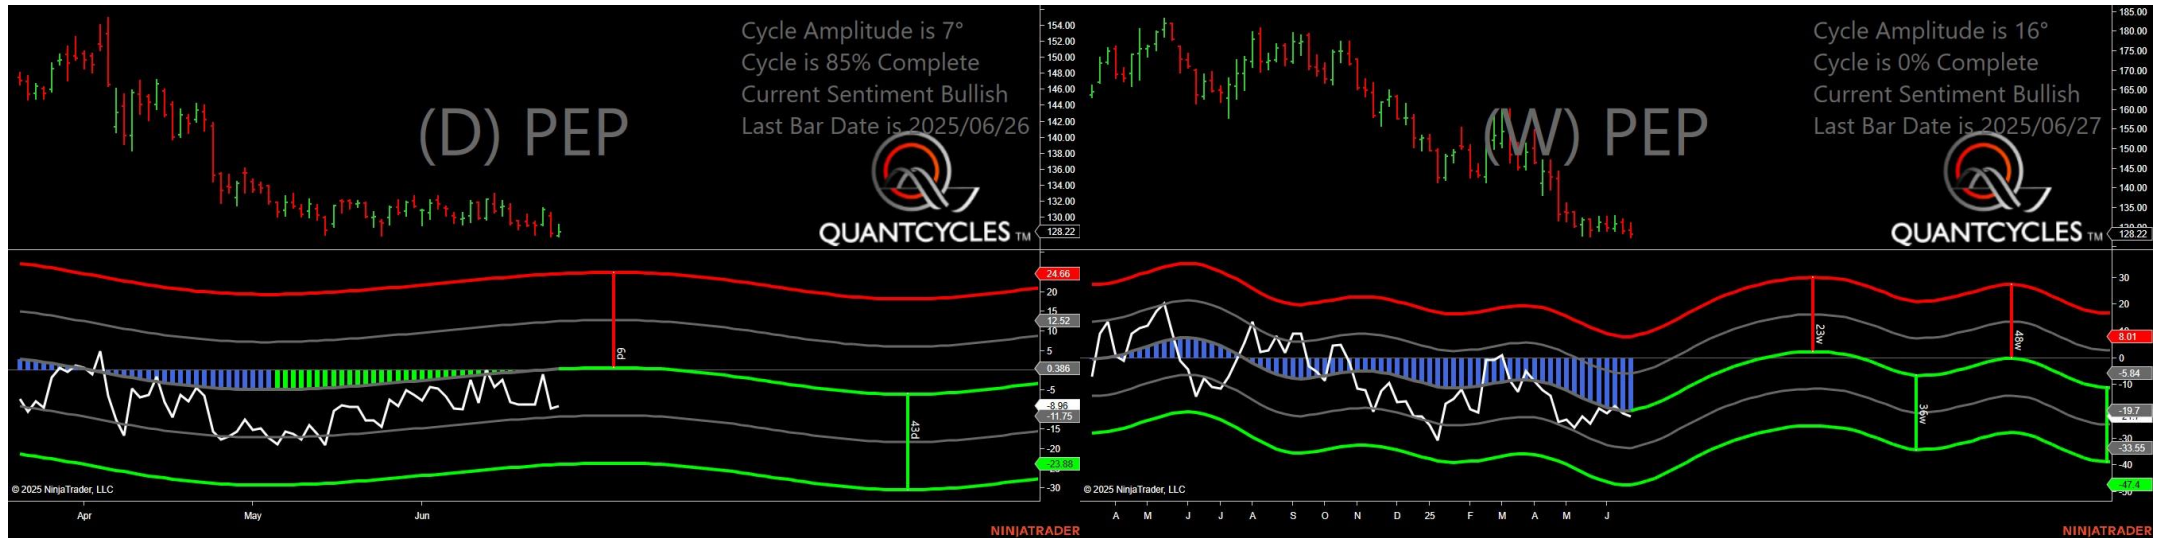 Cycle Amplitude is 7°
Cycle is 85% Complete
Current Sentiment Bullish
Last Bar Date is 2025/06/26
(D) PEP
QUANTCYCLES TM
154.00
152.00
150.00
148.00
146.00
144.00
142.00
140.00
138.00
136.00
134.00
132.00
130.00
128.22
24.66
20
15
12.52
10
5
0.386
-5
-8.96
-11.75
-15
-20
-23.88
-30
6d
43d
© 2025 NinjaTrader, LLC
Apr May Jun
NINJATRADER
Cycle Amplitude is 16°
Cycle is 0% Complete
Current Sentiment Bullish
Last Bar Date is 2025/06/27
(W) PEP
QUANTCYCLES TM
185.00
180.00
175.00
170.00
165.00
160.00
155.00
150.00
145.00
140.00
135.00
128.22
30
20
8.01
0
-5.84
-10
-19.7
-30
-33.55
-40
-47.4
23w
36w
48w
© 2025 NinjaTrader, LLC
A M J J A S O N D 25 F M A M J
NINJATRADER